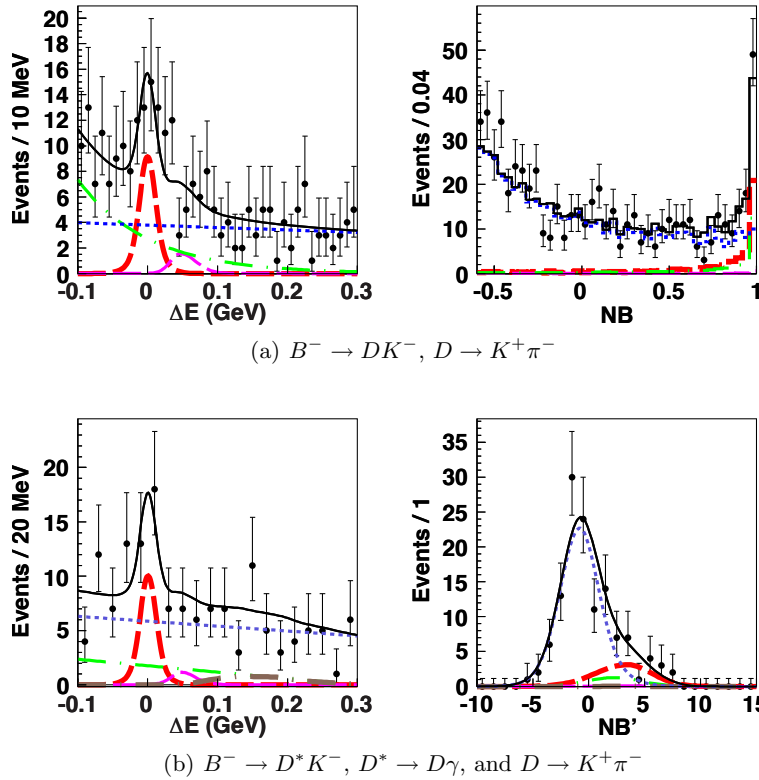 Events / 10 MeV
20
18
16
14
12
10
8
6
4
2
0
-0.1 0 0.1 0.2 0.3
ΔE (GeV)
Events / 0.04
50
40
30
20
10
0
-0.5 0 0.5 1
NB
(a) B⁻ → DK⁻, D → K⁺π⁻
Events / 20 MeV
20
15
10
5
0
-0.1 0 0.1 0.2 0.3
ΔE (GeV)
Events / 1
35
30
25
20
15
10
5
0
-10 -5 0 5 10 15
NB'
(b) B⁻ → D*K⁻, D* → Dγ, and D → K⁺π⁻